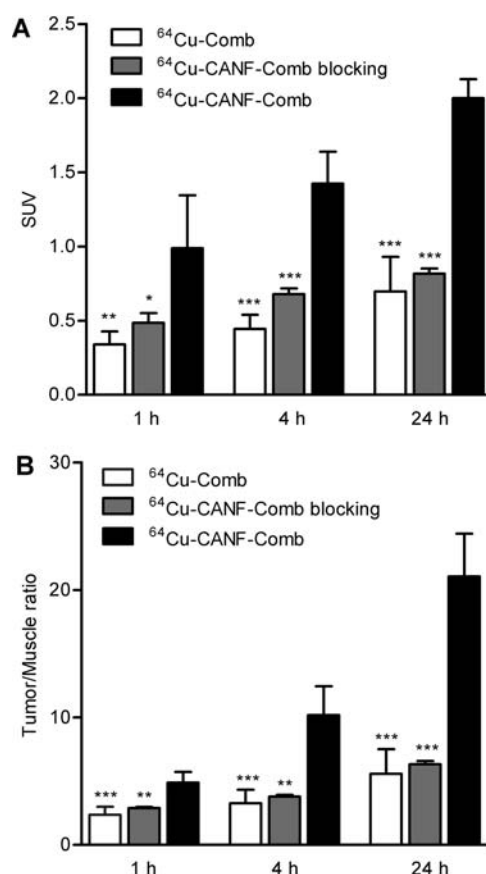 A
⁶⁴Cu-Comb
⁶⁴Cu-CANF-Comb blocking
⁶⁴Cu-CANF-Comb
SUV
2.5
2.0
1.5
1.0
0.5
0.0
** * *** *** *** ***
1 h 4 h 24 h
B
⁶⁴Cu-Comb
⁶⁴Cu-CANF-Comb blocking
⁶⁴Cu-CANF-Comb
Tumor/Muscle ratio
30
20
10
0
*** ** *** ** *** ***
1 h 4 h 24 h